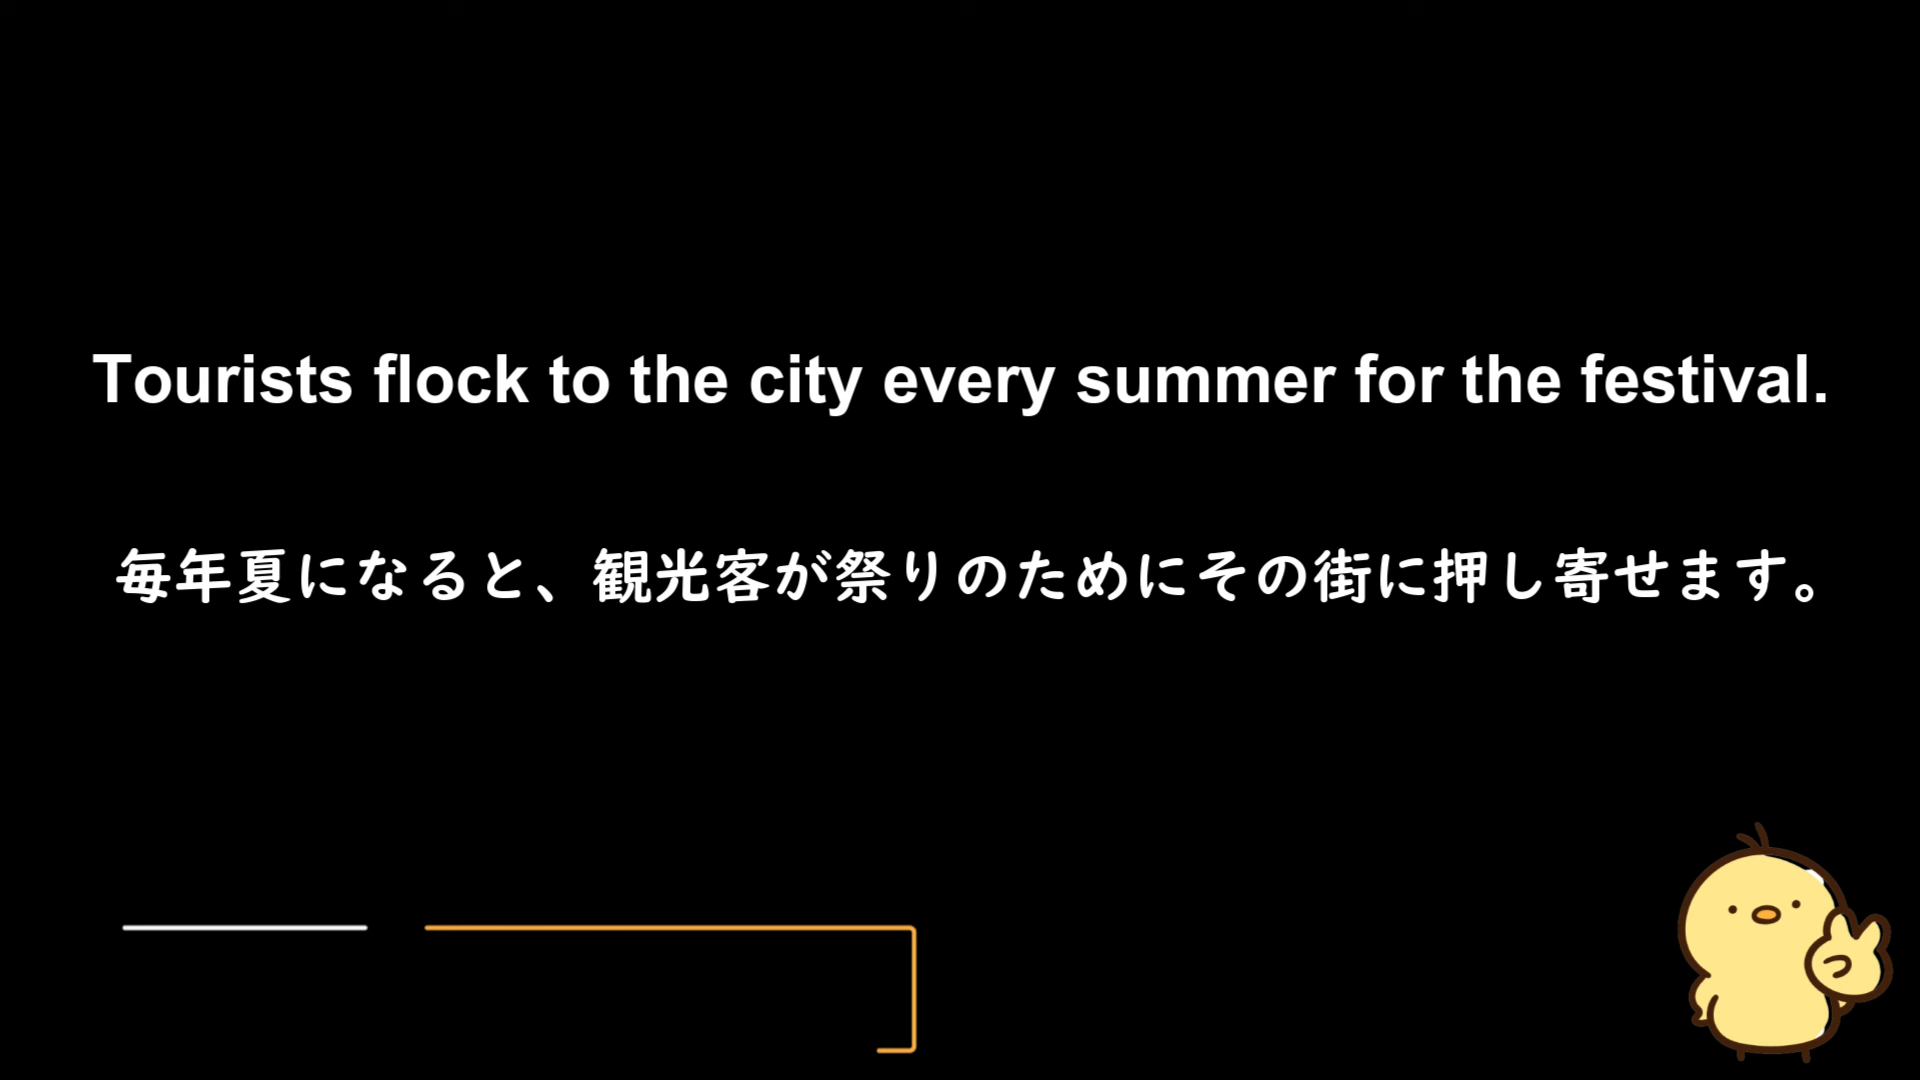 Tourists flock to the city every summer for the festival.
毎年夏になると、観光客が祭りのためにその街に押し寄せます。